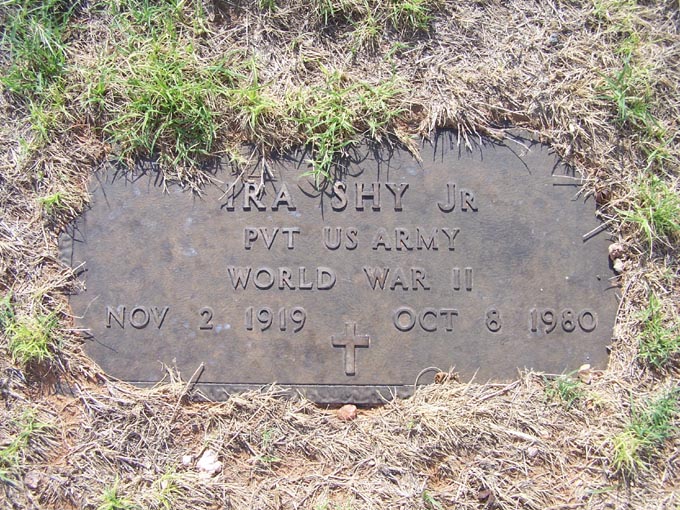 IRA SHY JR
PVT US ARMY
WORLD WAR II
NOV 2 1919 OCT 8 1980